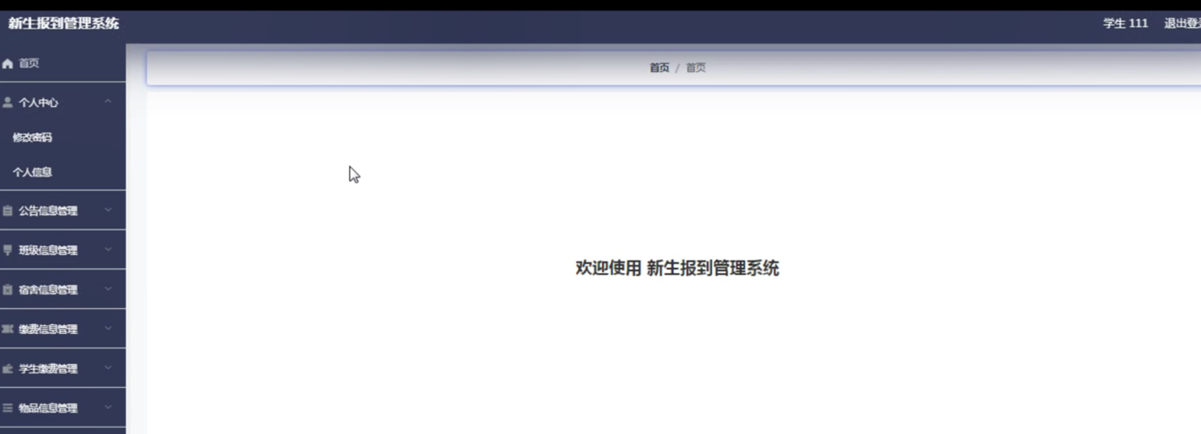 新生报到管理系统
学生 111 退出登
首页
首页 / 首页
个人中心
修改密码
个人信息
公告信息管理
班级信息管理
宿舍信息管理
缴费信息管理
学生缴费管理
物品信息管理
欢迎使用 新生报到管理系统